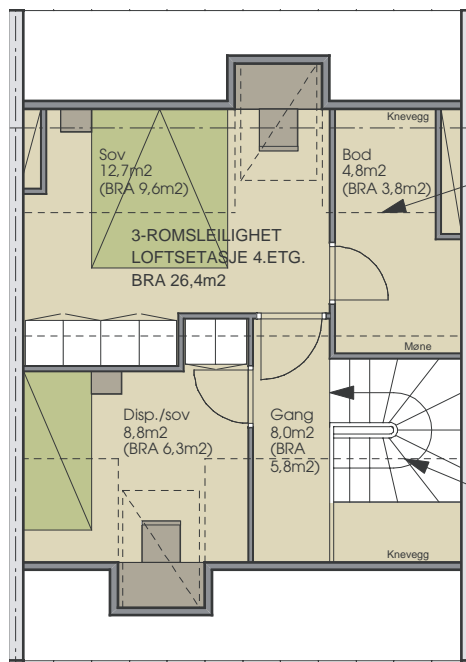 Knevegg
Sov
12,7m2
(BRA 9,6m2)
Bod
4,8m2
(BRA 3,8m2)
3-ROMSLEILIGHET
LOFTSETASJE 4.ETG.
BRA 26,4m2
Møne
Disp./sov
8,8m2
(BRA 6,3m2)
Gang
8,0m2
(BRA
5,8m2)
Knevegg